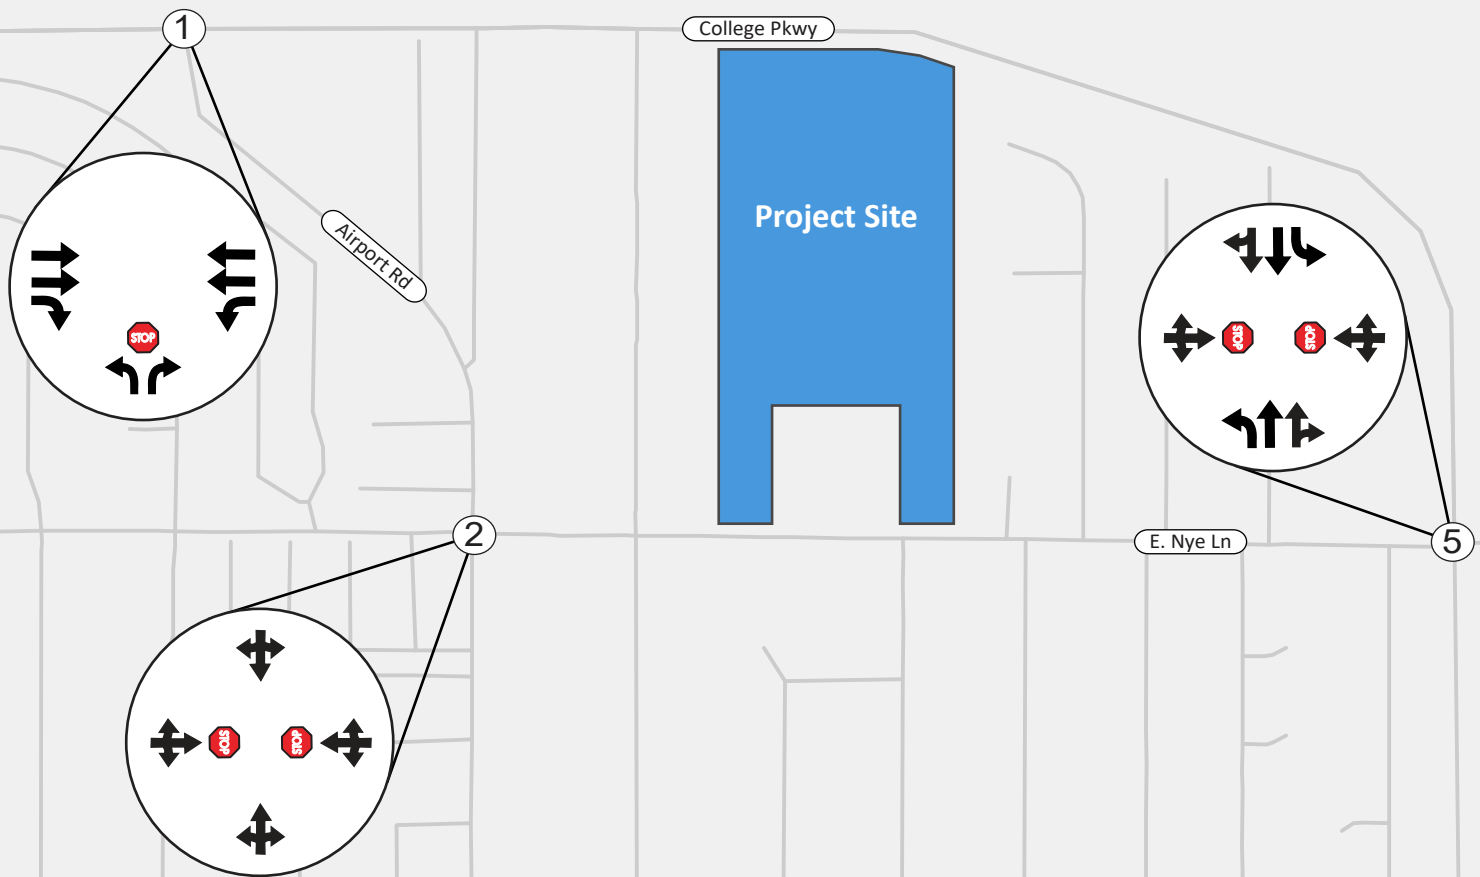 1
College Pkwy
Project Site
Airport Rd
STOP
STOP
STOP
2
E. Nye Ln
5
STOP
STOP